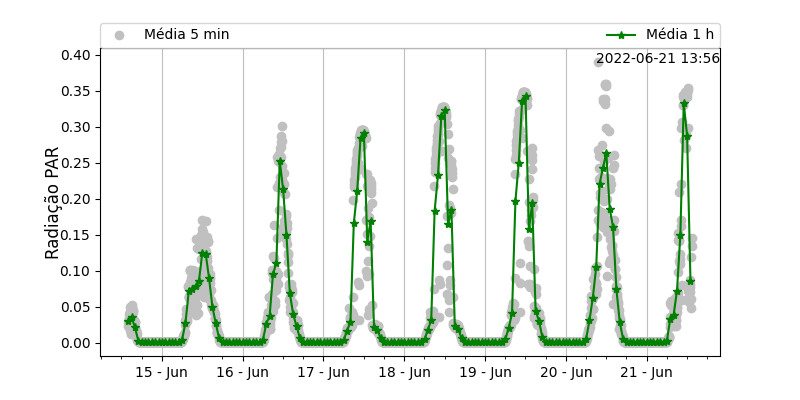 Média 5 min
Média 1 h
2022-06-21 13:56
Radiação PAR
0.40
0.35
0.30
0.25
0.20
0.15
0.10
0.05
0.00
15 - Jun
16 - Jun
17 - Jun
18 - Jun
19 - Jun
20 - Jun
21 - Jun